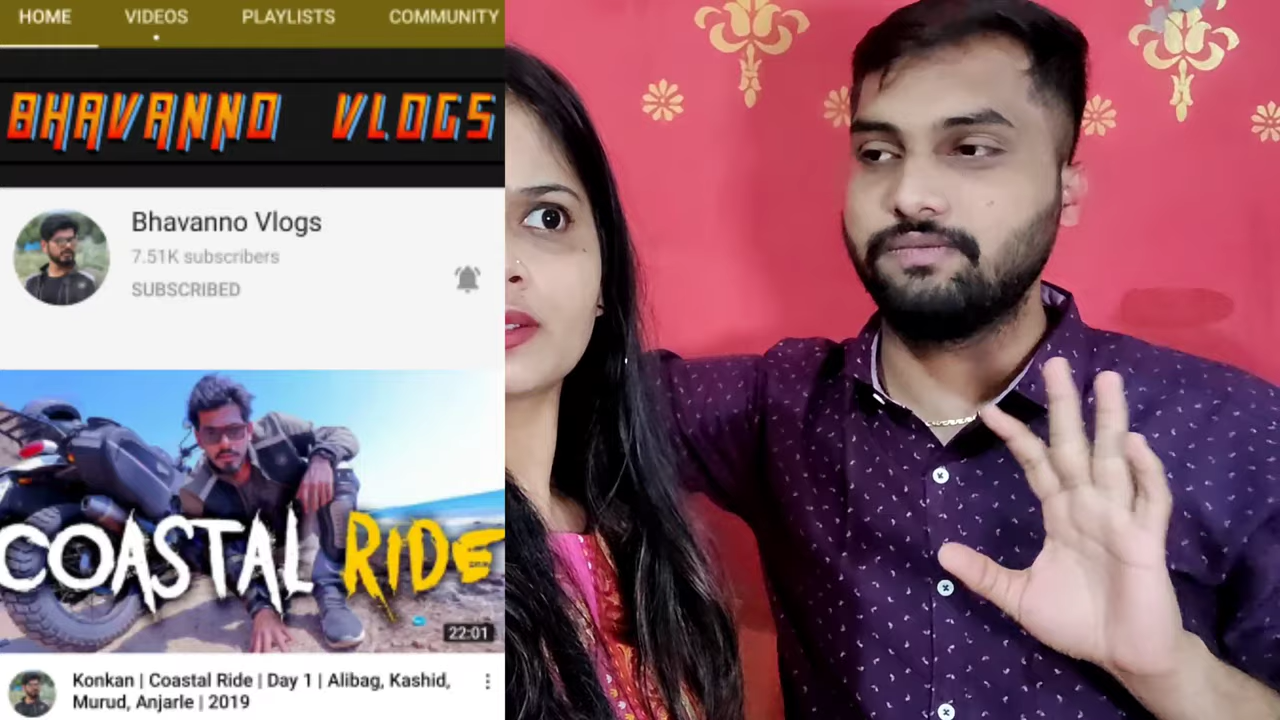 HOME VIDEOS PLAYLISTS COMMUNITY
BHAVANNO VLOGS
Bhavanno Vlogs
7.51K subscribers
SUBSCRIBED
COASTAL RIDE
22:01
Konkan | Coastal Ride | Day 1 | Alibag, Kashid,
Murud, Anjarle | 2019